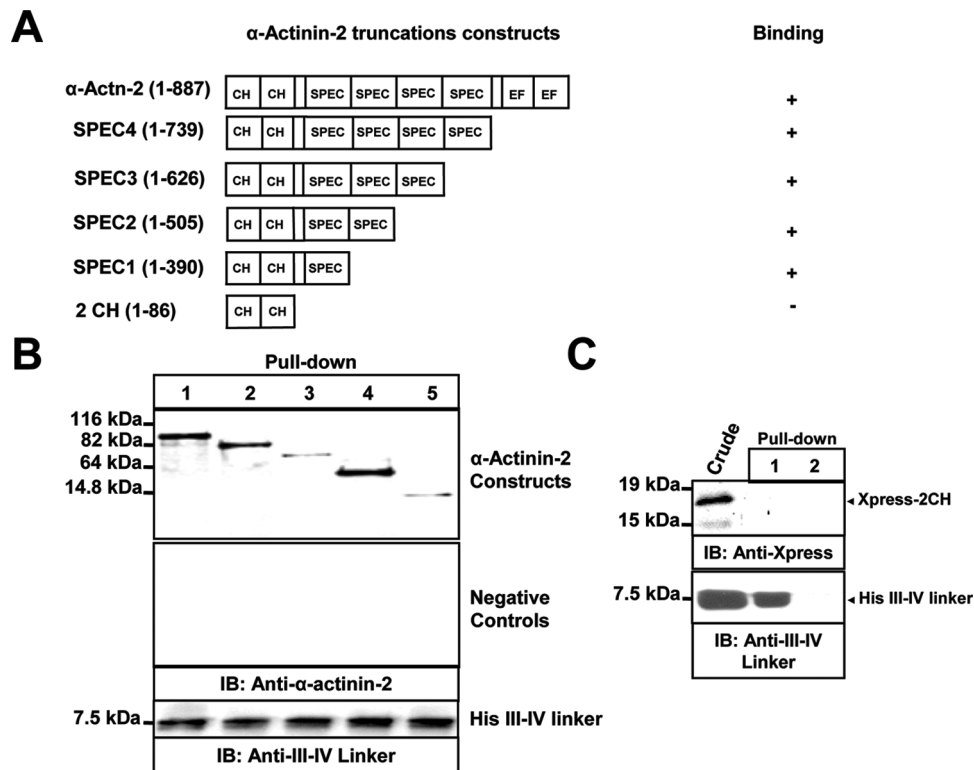 A
α-Actinin-2 truncations constructs Binding
α-Actn-2 (1-887) CH CH SPEC SPEC SPEC SPEC EF EF +
SPEC4 (1-739) CH CH SPEC SPEC SPEC SPEC +
SPEC3 (1-626) CH CH SPEC SPEC SPEC +
SPEC2 (1-505) CH CH SPEC SPEC +
SPEC1 (1-390) CH CH SPEC +
2 CH (1-86) CH CH -
B
Pull-down
1 2 3 4 5
116 kDa
82 kDa
64 kDa
14.8 kDa
α-Actinin-2
Constructs
Negative
Controls
IB: Anti-α-actinin-2
7.5 kDa His III-IV linker
IB: Anti-III-IV Linker
C
Crude Pull-down
1 2
19 kDa
Xpress-2CH
15 kDa
IB: Anti-Xpress
7.5 kDa His III-IV linker
IB: Anti-III-IV
Linker